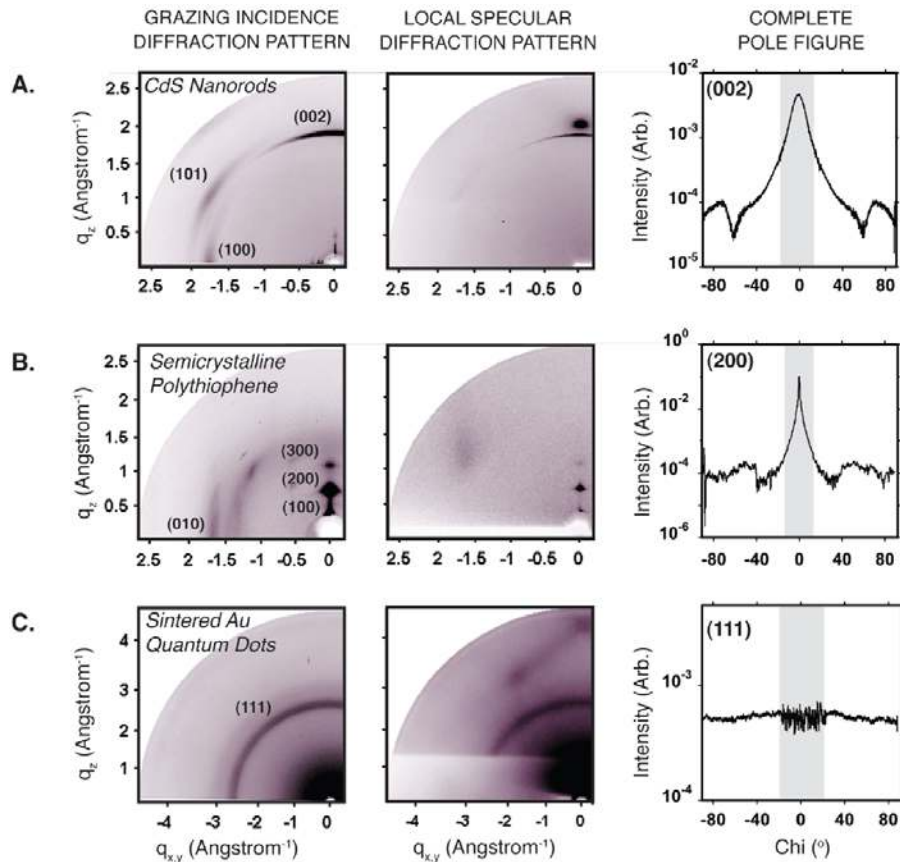 GRAZING INCIDENCE
DIFFRACTION PATTERN
LOCAL SPECULAR
DIFFRACTION PATTERN
COMPLETE
POLE FIGURE
A.
CdS Nanorods
(002)
(101)
(100)
q_z (Angstrom⁻¹)
2.6
2
1.5
1
0.5
2.5 2 -1.5 -1 -0.5 0
2.5 2 -1.5 -1 -0.5 0
(002)
Intensity (Arb.)
10⁻²
10⁻³
10⁻⁴
10⁻⁵
-80 -40 0 40 80
B.
Semicrystalline
Polythiophene
(300)
(200)
(100)
(010)
q_z (Angstrom⁻¹)
2.5
2
1.5
1
0.5
2.5 2 1.5 1 0.5 0
2.5 2 1.5 1 0.5 0
(200)
Intensity (Arb.)
10⁰
10⁻²
10⁻⁴
10⁻⁶
-80 -40 0 40 80
C.
Sintered Au
Quantum Dots
(111)
q_z (Angstrom⁻¹)
4
3
2
1
-4 -3 -2 -1 0
q_x,y (Angstrom⁻¹)
-4 -3 -2 -1 0
q_x,y (Angstrom⁻¹)
(111)
Intensity (Arb.)
10⁻³
10⁻⁴
-80 -40 0 40 80
Chi (°)